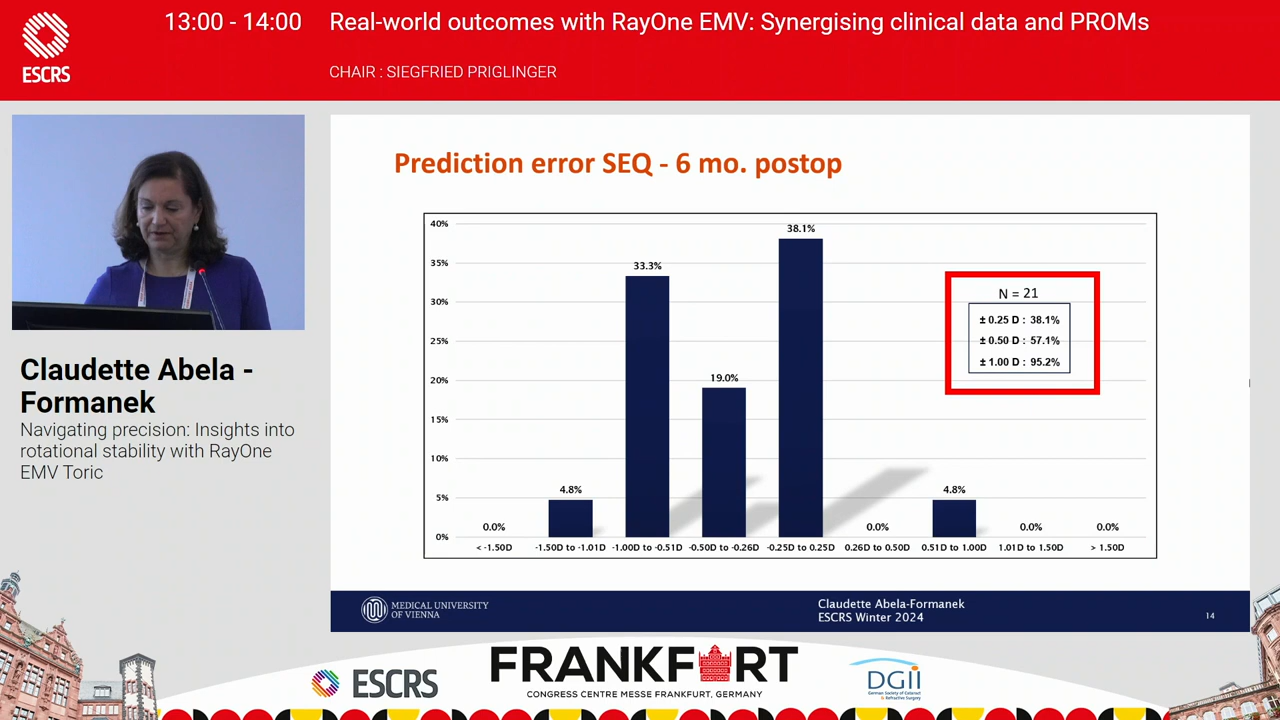 ESCRS
13:00 - 14:00
Real-world outcomes with RayOne EMV: Synergising clinical data and PROMs
CHAIR : SIEGFRIED PRIGLINGER
Claudette Abela -
Formanek
Navigating precision: Insights into
rotational stability with RayOne
EMV Toric
Prediction error SEQ - 6 mo. postop
40%
35%
30%
25%
20%
15%
10%
5%
0%
0.0%
4.8%
33.3%
19.0%
38.1%
0.0%
4.8%
0.0%
0.0%
< -1.50D
-1.50D to -1.01D
-1.00D to -0.51D
-0.50D to -0.26D
-0.25D to 0.25D
0.26D to 0.50D
0.51D to 1.00D
1.01D to 1.50D
> 1.50D
N = 21
± 0.25 D : 38.1%
± 0.50 D : 57.1%
± 1.00 D : 95.2%
MEDICAL UNIVERSITY
OF VIENNA
Claudette Abela-Formanek
ESCRS Winter 2024
14
ESCRS
FRANKFURT
CONGRESS CENTRE MESSE FRANKFURT, GERMANY
DGII
German Society of Cataract
& Refractive Surgery